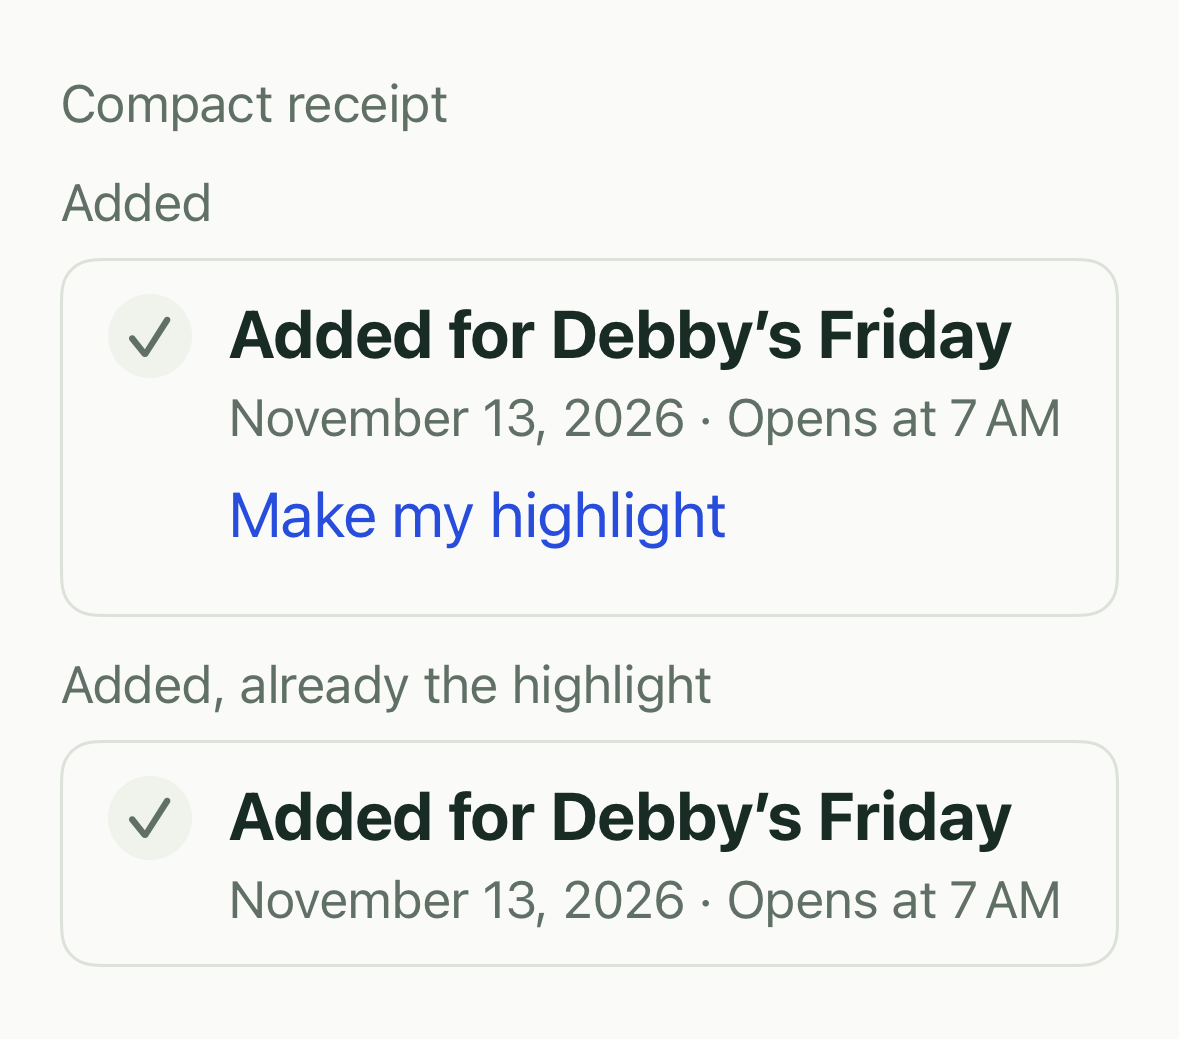 Compact receipt
Added
Added for Debby’s Friday
November 13, 2026 · Opens at 7 AM
Make my highlight
Added, already the highlight
Added for Debby’s Friday
November 13, 2026 · Opens at 7 AM